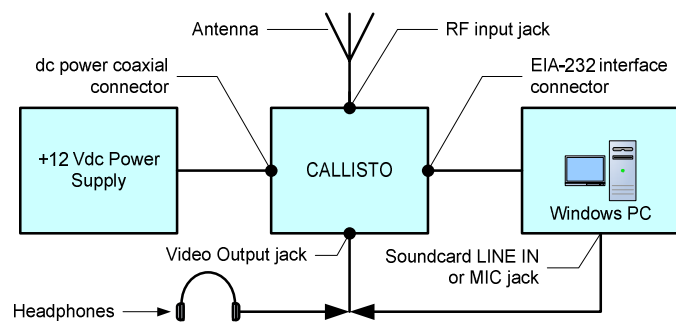 Antenna
RF input jack
dc power coaxial
connector
EIA-232 interface
connector
+12 Vdc Power
Supply
CALLISTO
Windows PC
Video Output jack
Soundcard LINE IN
or MIC jack
Headphones